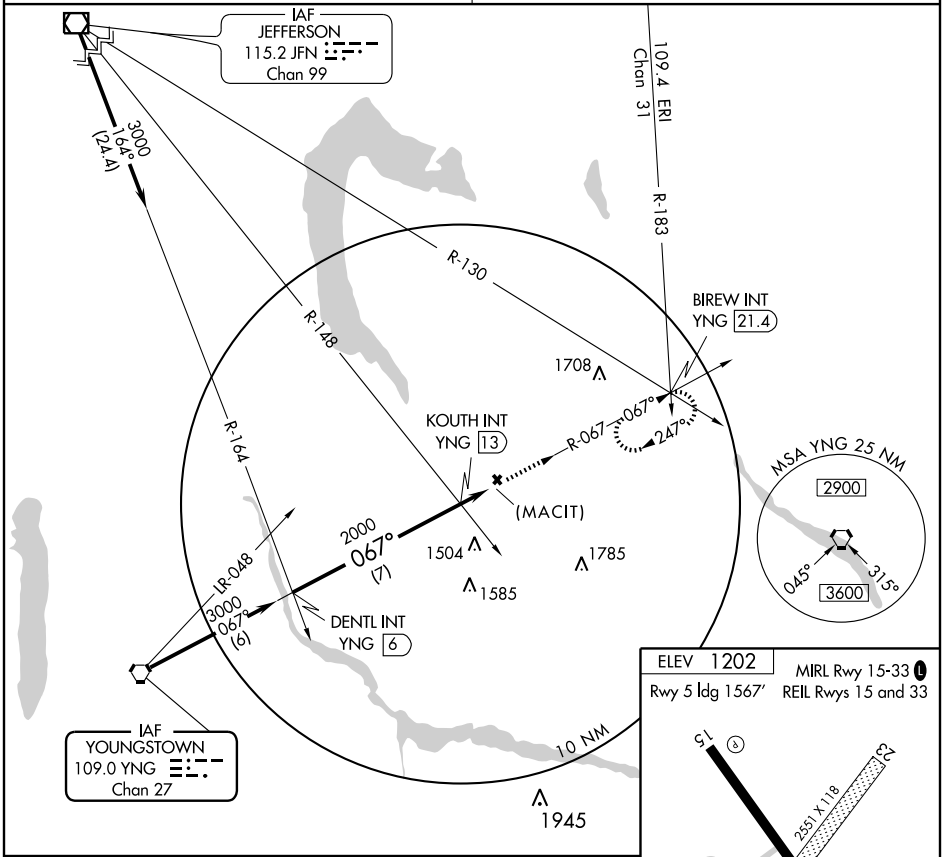 IAF
JEFFERSON
115.2 JFN
Chan 99
109.4 ERI
Chan 31
3000
164°
(24.4)
R-183
R-130
R-148
BIREW INT
YNG 21.4
1708
R-164
KOUTH INT
YNG 13
R-067
067°
247°
MSA YNG 25 NM
2900
045°
315°
3600
(MACIT)
2000
067°
(7)
1504
1785
1585
LR-048
3000
067°
(6)
DENTL INT
YNG 6
IAF
YOUNGSTOWN
109.0 YNG
Chan 27
10 NM
1945
ELEV 1202
Rwy 5 ldg 1567'
MIRL Rwy 15-33 L
REIL Rwys 15 and 33
15
P
23
2551 X 118